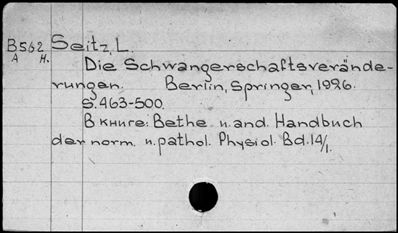 B562 Seitz, L.
A H.
Die Schwangerschaftsverände-
rungen. Berlin, Springer, 1926.
S. 463-500.
В книге: Bethe u. and. Handbuch
der norm. u. pathol. Physiol. Bd. 14/1.